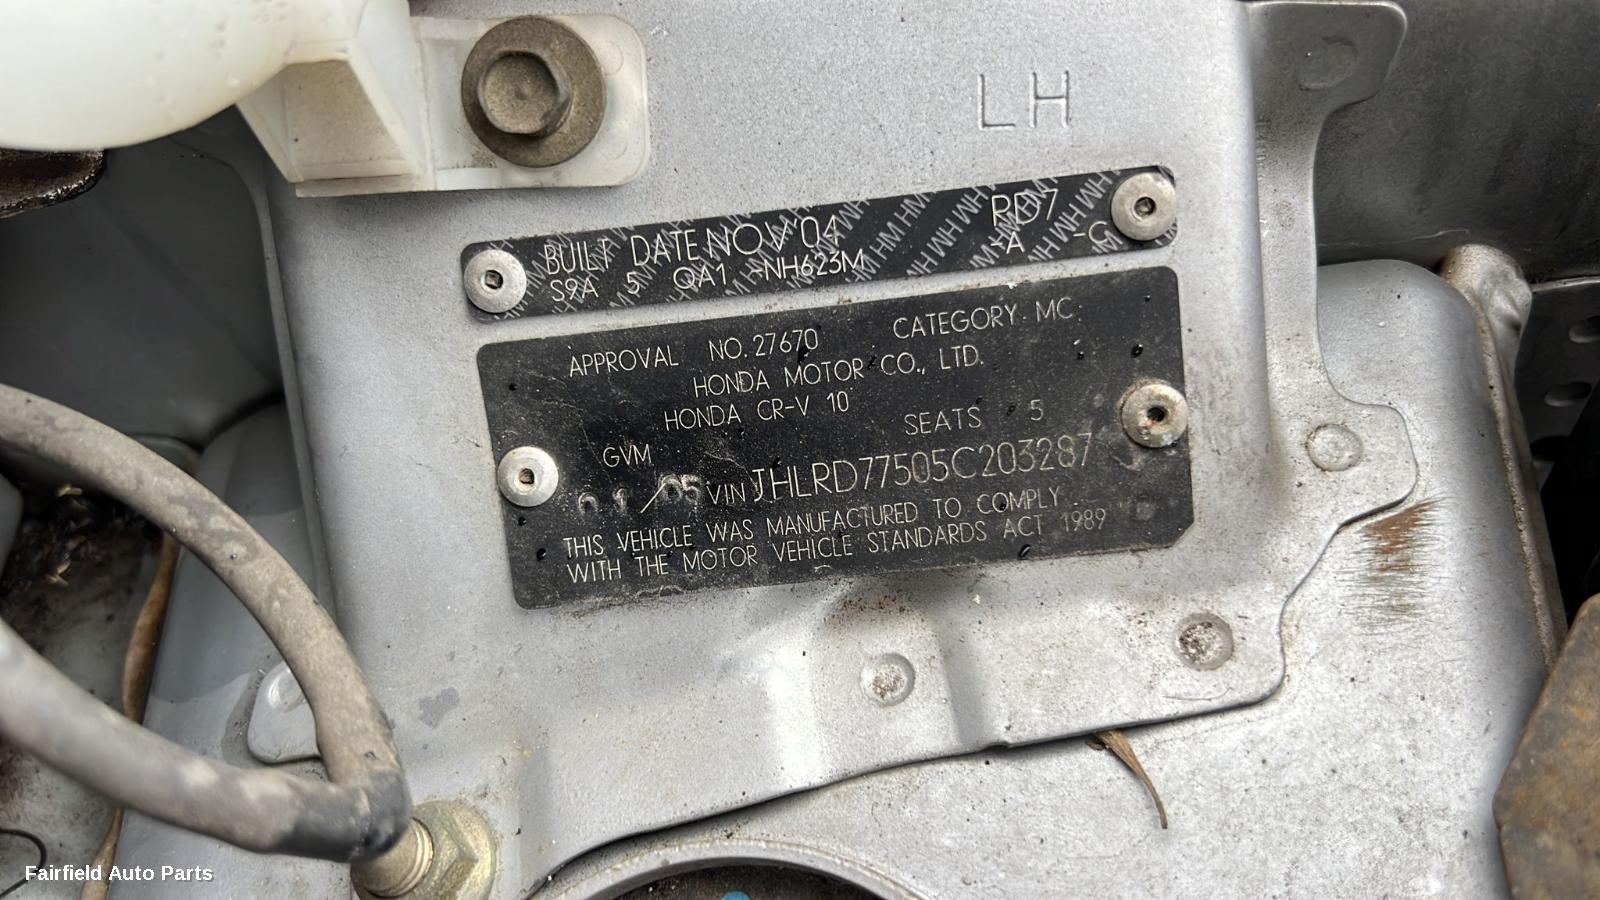 LH
BUILT DATE NOV'04 RD7
S9A 5 QA1 -NH623M -A -C
APPROVAL NO. 27670 CATEGORY MC
HONDA MOTOR CO., LTD.
HONDA CR-V 10
SEATS 5
GVM
01/05 VIN JHLRD77505C203287
THIS VEHICLE WAS MANUFACTURED TO COMPLY
WITH THE MOTOR VEHICLE STANDARDS ACT 1989
Fairfield Auto Parts